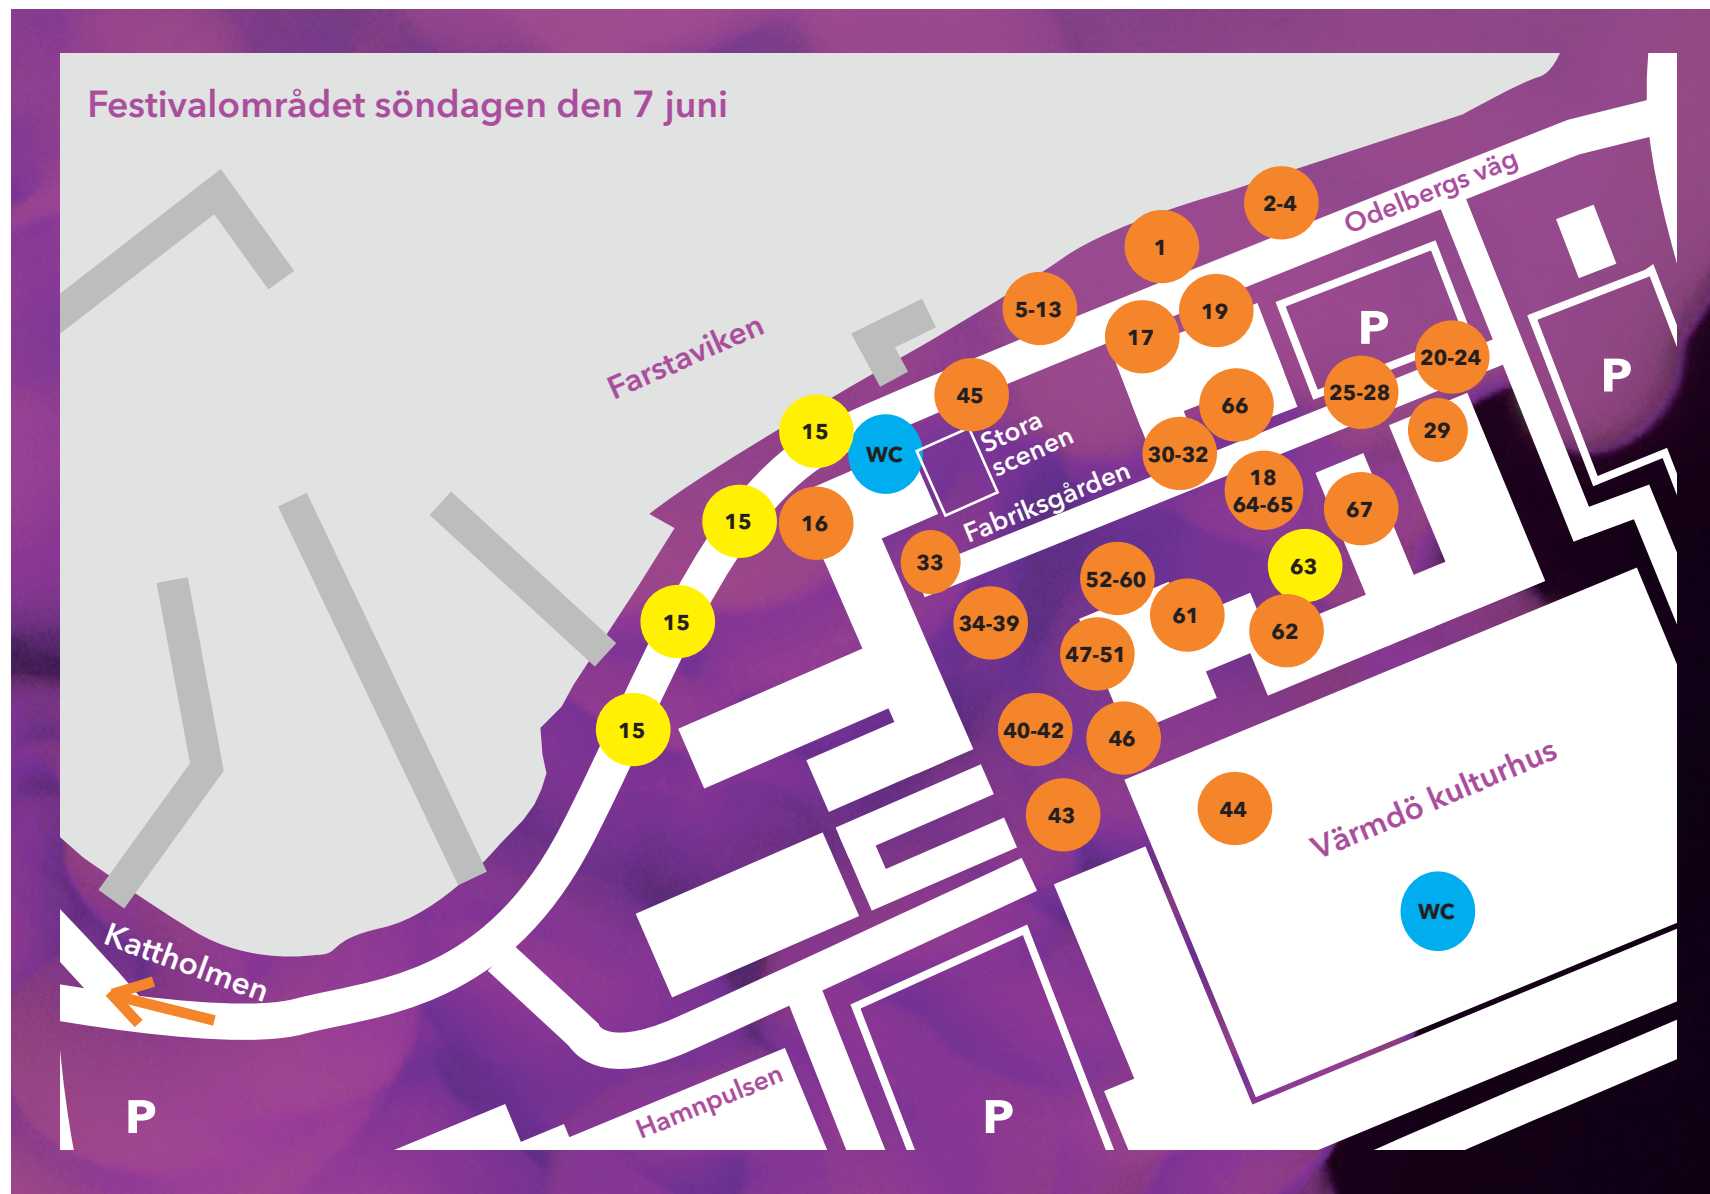 Festivalområdet söndagen den 7 juni
Odelbergs väg
2-4
1
5-13
19
17
P
20-24
P
Farstaviken
25-28
45
66
15
29
Stora
scenen
WC
30-32
18
64-65
Fabriksgården
67
15
16
33
63
52-60
61
34-39
15
62
47-51
15
40-42
46
Värmdö kulturhus
44
43
WC
Kattholmen
Hamnpulsen
P
P